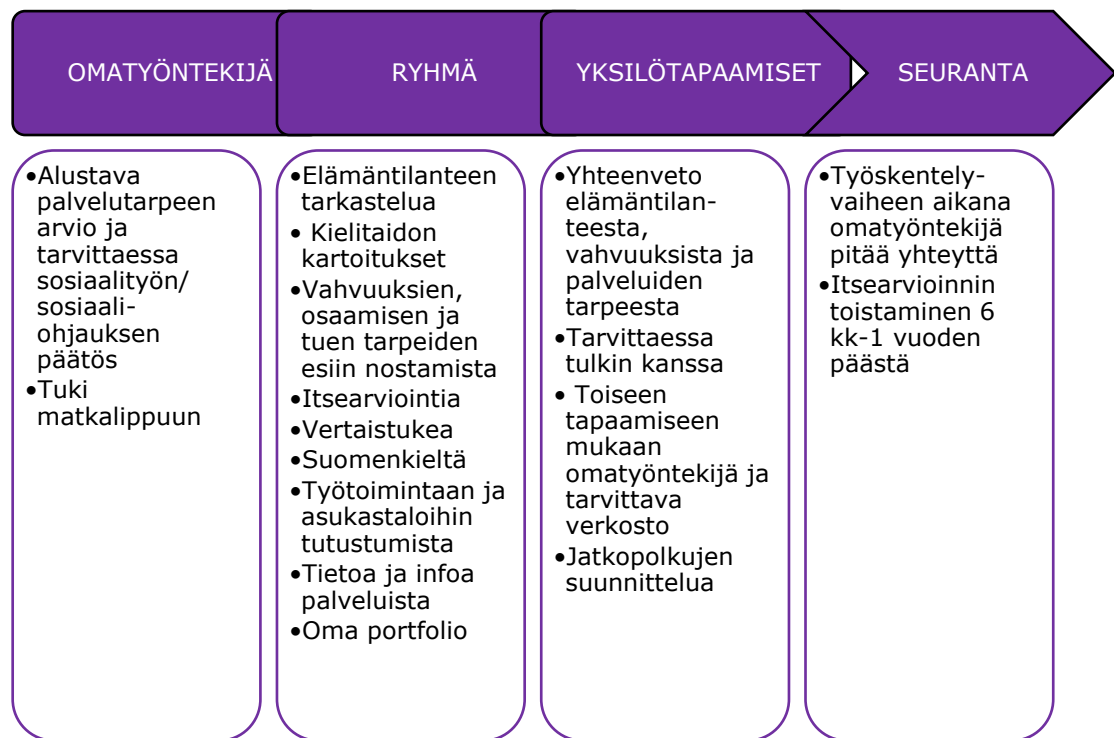 OMATYÖNTEKIJÄ
RYHMÄ
YKSILÖTAPAAMISET
SEURANTA
•Alustava
palvelutarpeen
arvio ja
tarvittaessa
sosiaalityön/
sosiaali-
ohjauksen
päätös
•Tuki
matkalippuun
•Elämäntilanteen
tarkastelua
• Kielitaidon
kartoitukset
•Vahvuuksien,
osaamisen ja
tuen tarpeiden
esiin nostamista
•Itsearviointia
•Vertaistukea
•Suomenkieltä
•Työtoimintaan ja
asukastaloihin
tutustumista
•Tietoa ja infoa
palveluista
•Oma portfolio
•Yhteenveto
elämäntilan-
teesta,
vahvuuksista ja
palveluiden
tarpeesta
•Tarvittaessa
tulkin kanssa
• Toiseen
tapaamiseen
mukaan
omatyöntekijä ja
tarvittava
verkosto
•Jatkopolkujen
suunnittelua
•Työskentely-
vaiheen aikana
omatyöntekijä
pitää yhteyttä
•Itsearvioinnin
toistaminen 6
kk-1 vuoden
päästä